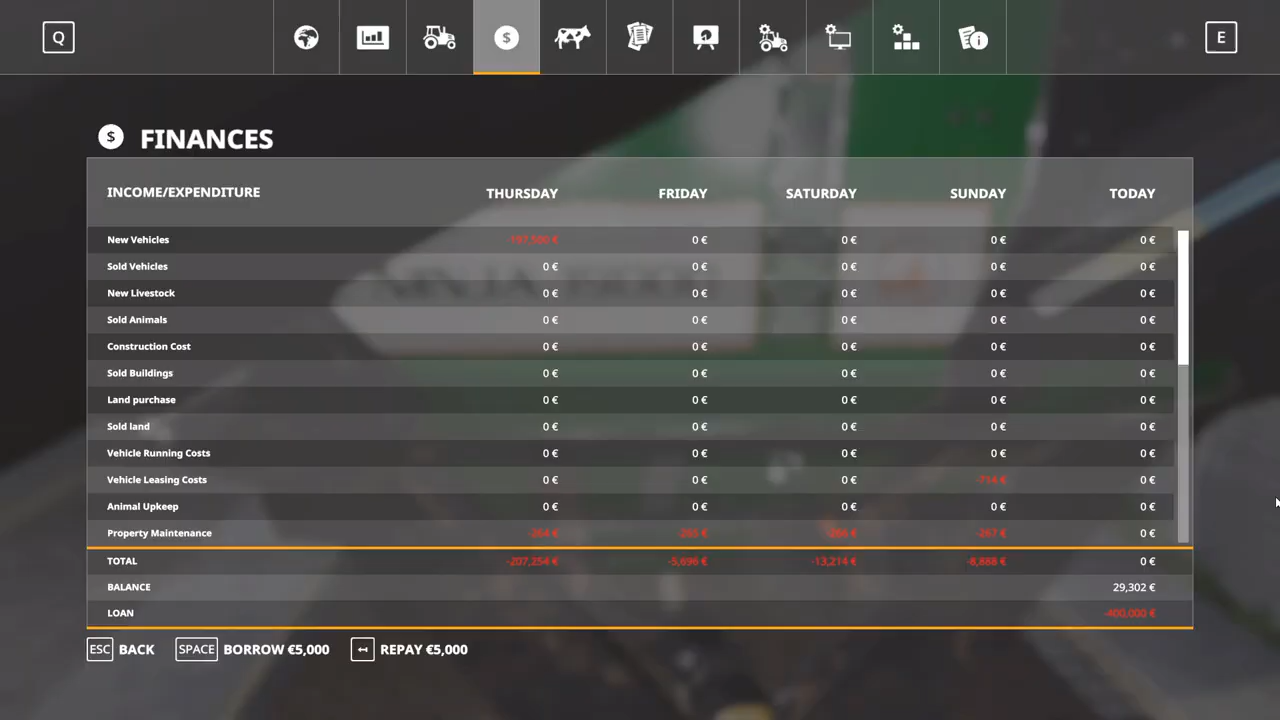 Q
$
E
$ FINANCES
INCOME/EXPENDITURE THURSDAY FRIDAY SATURDAY SUNDAY TODAY
New Vehicles -197,500 € 0 € 0 € 0 € 0 €
Sold Vehicles 0 € 0 € 0 € 0 € 0 €
New Livestock 0 € 0 € 0 € 0 € 0 €
Sold Animals 0 € 0 € 0 € 0 € 0 €
Construction Cost 0 € 0 € 0 € 0 € 0 €
Sold Buildings 0 € 0 € 0 € 0 € 0 €
Land purchase 0 € 0 € 0 € 0 € 0 €
Sold land 0 € 0 € 0 € 0 € 0 €
Vehicle Running Costs 0 € 0 € 0 € 0 € 0 €
Vehicle Leasing Costs 0 € 0 € 0 € -714 € 0 €
Animal Upkeep 0 € 0 € 0 € 0 € 0 €
Property Maintenance -264 € -265 € -266 € -267 € 0 €
TOTAL -207,254 € -5,696 € -13,214 € -8,888 € 0 €
BALANCE 29,302 €
LOAN -400,000 €
ESC BACK SPACE BORROW €5,000 ↔ REPAY €5,000